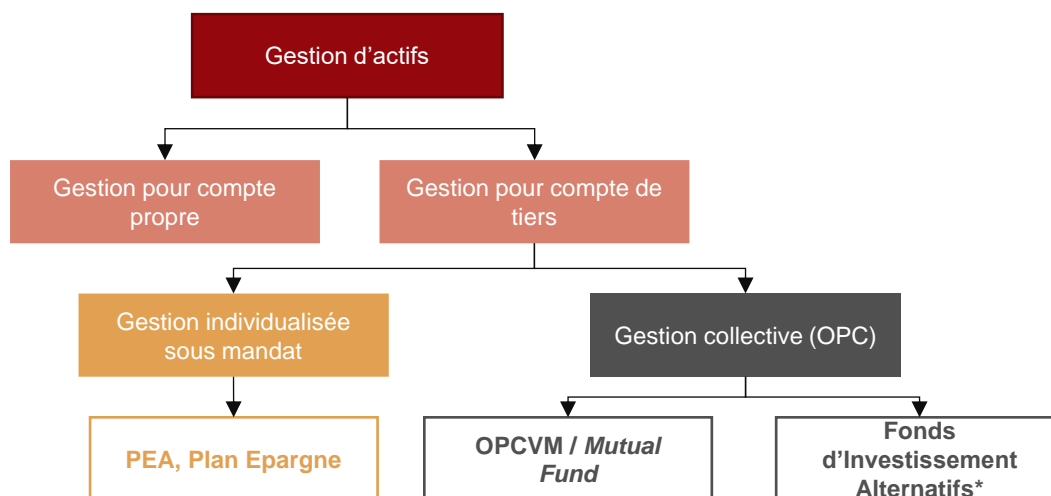 Gestion d'actifs
Gestion pour compte
propre
Gestion pour compte de
tiers
Gestion individualisée
sous mandat
Gestion collective (OPC)
PEA, Plan Epargne
OPCVM / Mutual
Fund
Fonds
d'Investissement
Alternatifs*